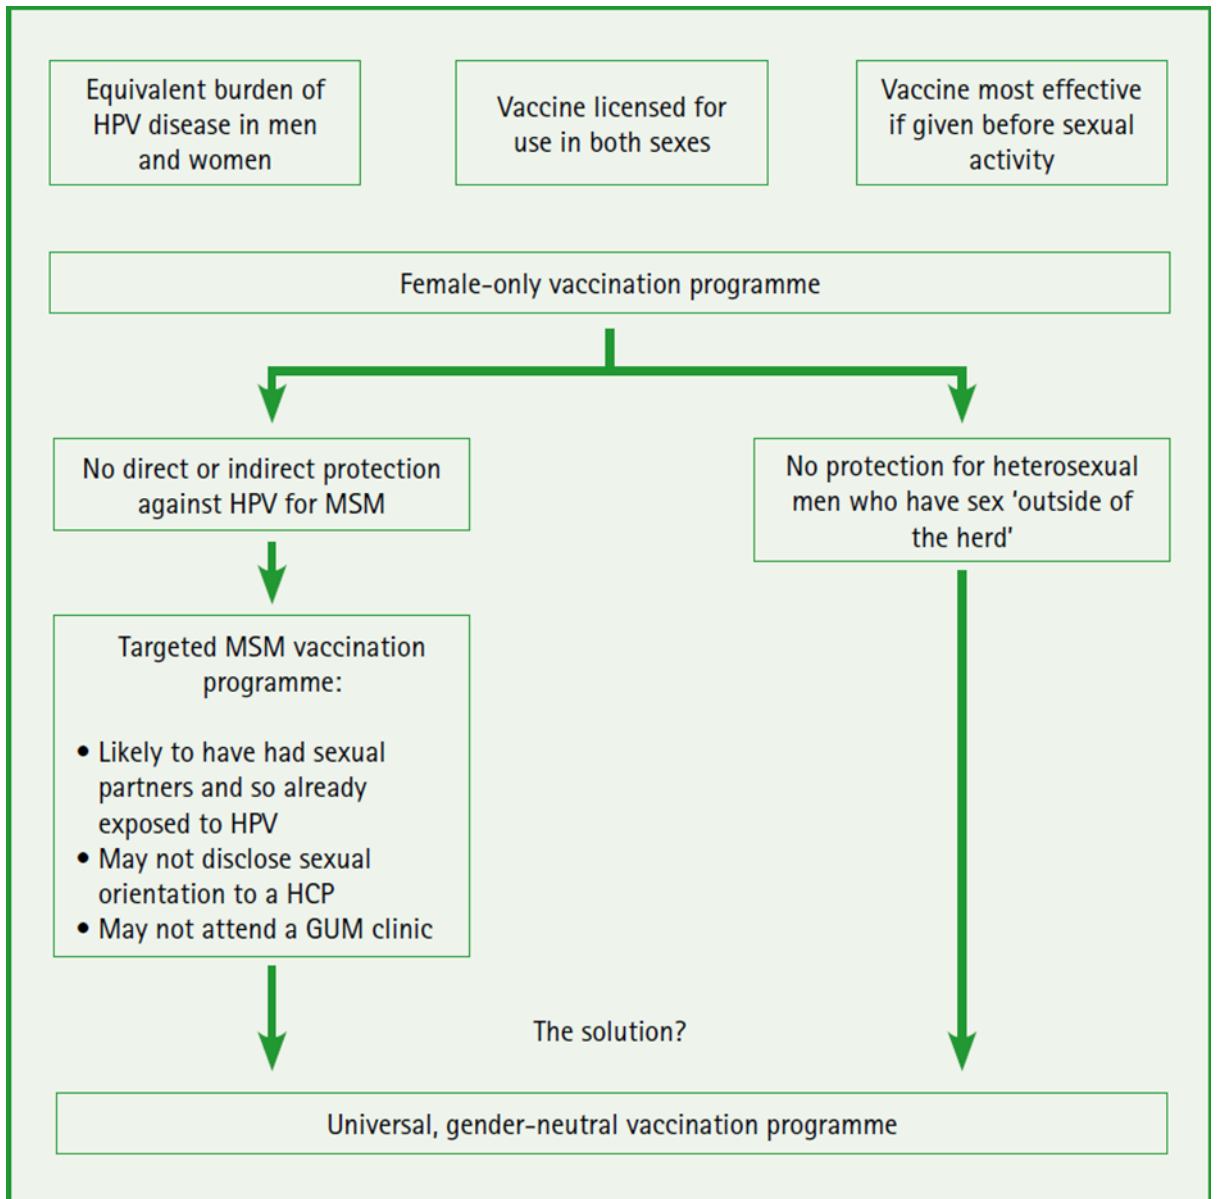 Equivalent burden of
HPV disease in men
and women
Vaccine licensed for
use in both sexes
Vaccine most effective
if given before sexual
activity
Female-only vaccination programme
No direct or indirect protection
against HPV for MSM
No protection for heterosexual
men who have sex ‘outside of
the herd’
Targeted MSM vaccination
programme:
• Likely to have had sexual
partners and so already
exposed to HPV
• May not disclose sexual
orientation to a HCP
• May not attend a GUM clinic
The solution?
Universal, gender-neutral vaccination programme